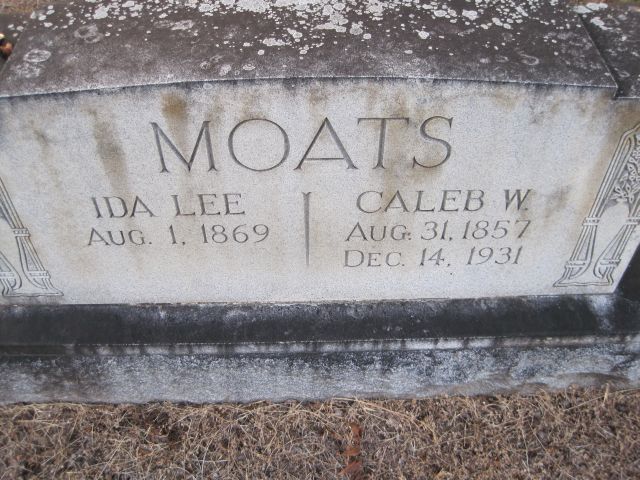 MOATS
IDA LEE
AUG. 1, 1869
CALEB W.
AUG. 31, 1857
DEC. 14, 1931